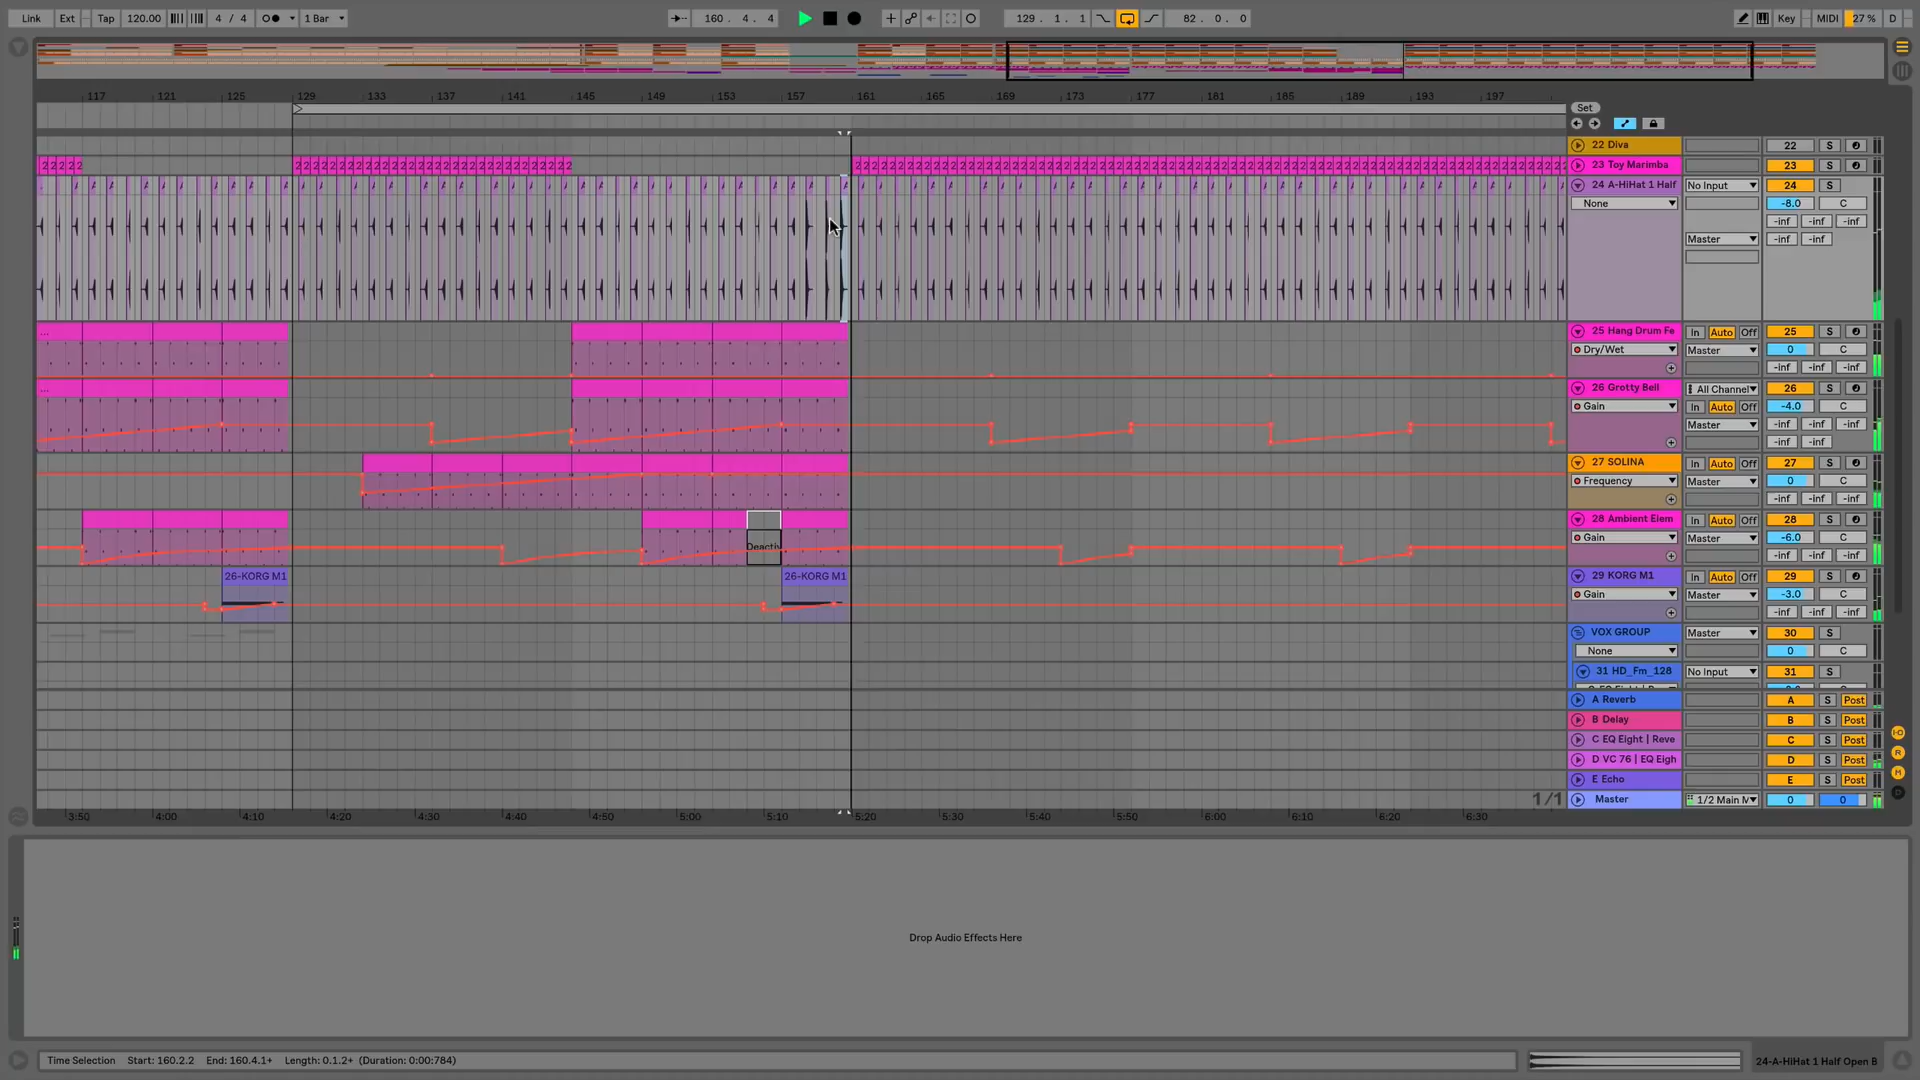 Link Ext Tap 120.00 4 / 4 1 Bar 160 . 4 . 4 129 . 1 . 1 82 . 0 . 0 Key MIDI 27 % D
117 121 125 129 133 137 141 145 149 153 157 161 165 169 173 177 181 185 189 193 197
Set
22 Diva 22 S
23 Toy Marimba 23 S
24 A-HiHat 1 Half No Input 24 S
None -8.0 C
-inf -inf -inf
Master -inf -inf
...
25 Hang Drum Fe In Auto Off 25 S
Dry/Wet Master 0 C
-inf -inf -inf
...
26 Grotty Bell All Channel 26 S
Gain In Auto Off -4.0 C
Master -inf -inf -inf
-inf -inf
27 SOLINA In Auto Off 27 S
Frequency Master 0 C
-inf -inf -inf
28 Ambient Elem In Auto Off 28 S
Gain Master -6.0 C
Deactiv
-inf -inf -inf
26-KORG M1 26-KORG M1
29 KORG M1 In Auto Off 29 S
Gain Master -3.0 C
-inf -inf -inf
VOX GROUP Master 30 S
None 0 C
31 HD_Fm_128 No Input 31 S
A Reverb A S Post
B Delay B S Post
C EQ Eight | Reve C S Post
D VC 76 | EQ Eigh D S Post
E Echo E S Post
1/1 Master 1/2 Main 0 0
3:50 4:00 4:10 4:20 4:30 4:40 4:50 5:00 5:10 5:20 5:30 5:40 5:50 6:00 6:10 6:20 6:30
Drop Audio Effects Here
Time Selection Start: 160.2.2 End: 160.4.1+ Length: 0.1.2+ (Duration: 0:00:784)
24-A-HiHat 1 Half Open B